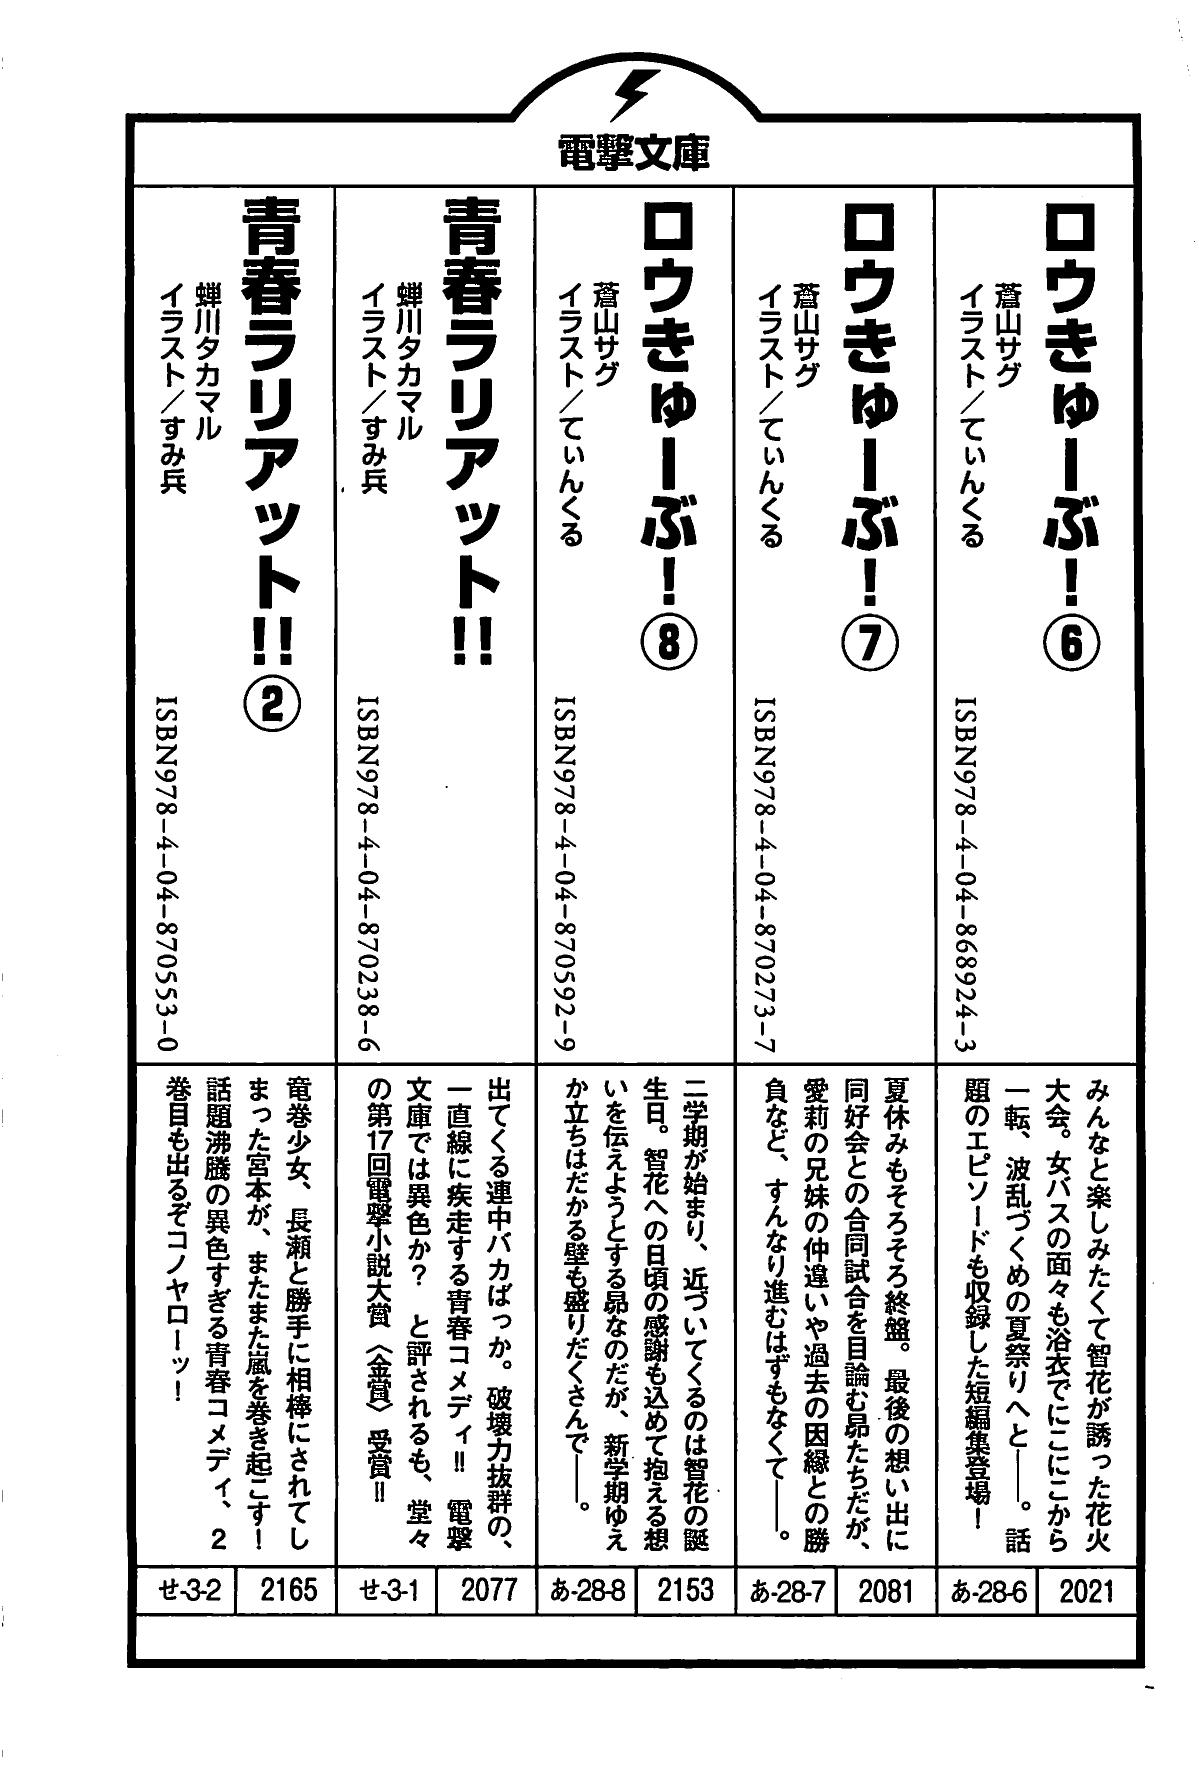 電撃文庫
ロウきゅーぶ!⑥
蒼山サグ
イラスト/てぃんくる
ISBN978-4-04-868924-3
みんなと楽しみたくて智花が誘った花火
大会。女バスの面々も浴衣でにこにこから
一転、波乱づくめの夏祭りへと――。話
題のエピソードも収録した短編集登場!
あ-28-6
2021
ロウきゅーぶ!⑦
蒼山サグ
イラスト/てぃんくる
ISBN978-4-04-870273-7
夏休みもそろそろ終盤。最後の想い出に
同好会との合同試合を目論む昴たちだが、
愛莉の兄妹の仲違いや過去の因縁との勝
負など、すんなり進むはずもなくて――。
あ-28-7
2081
ロウきゅーぶ!⑧
蒼山サグ
イラスト/てぃんくる
ISBN978-4-04-870592-9
二学期が始まり、近づいてくるのは智花の誕
生日。智花への日頃の感謝も込めて抱える想
いを伝えようとする昴なのだが、新学期ゆえ
か立ちはだかる壁も盛りだくさんで――。
あ-28-8
2153
青春ラリアット!!
蝉川タカマル
イラスト/すみ兵
ISBN978-4-04-870238-6
出てくる連中バカばっか。破壊力抜群の、
一直線に疾走する青春コメディ!! 電撃
文庫では異色か? と評されるも、堂々
の第17回電撃小説大賞〈金賞〉受賞!!
せ-3-1
2077
青春ラリアット!!②
蝉川タカマル
イラスト/すみ兵
ISBN978-4-04-870553-0
竜巻少女、長瀬と勝手に相棒にされてし
まった宮本が、またまた嵐を巻き起こす!
話題沸騰の異色すぎる青春コメディ、2
巻目も出るぞコノヤローッ!
せ-3-2
2165